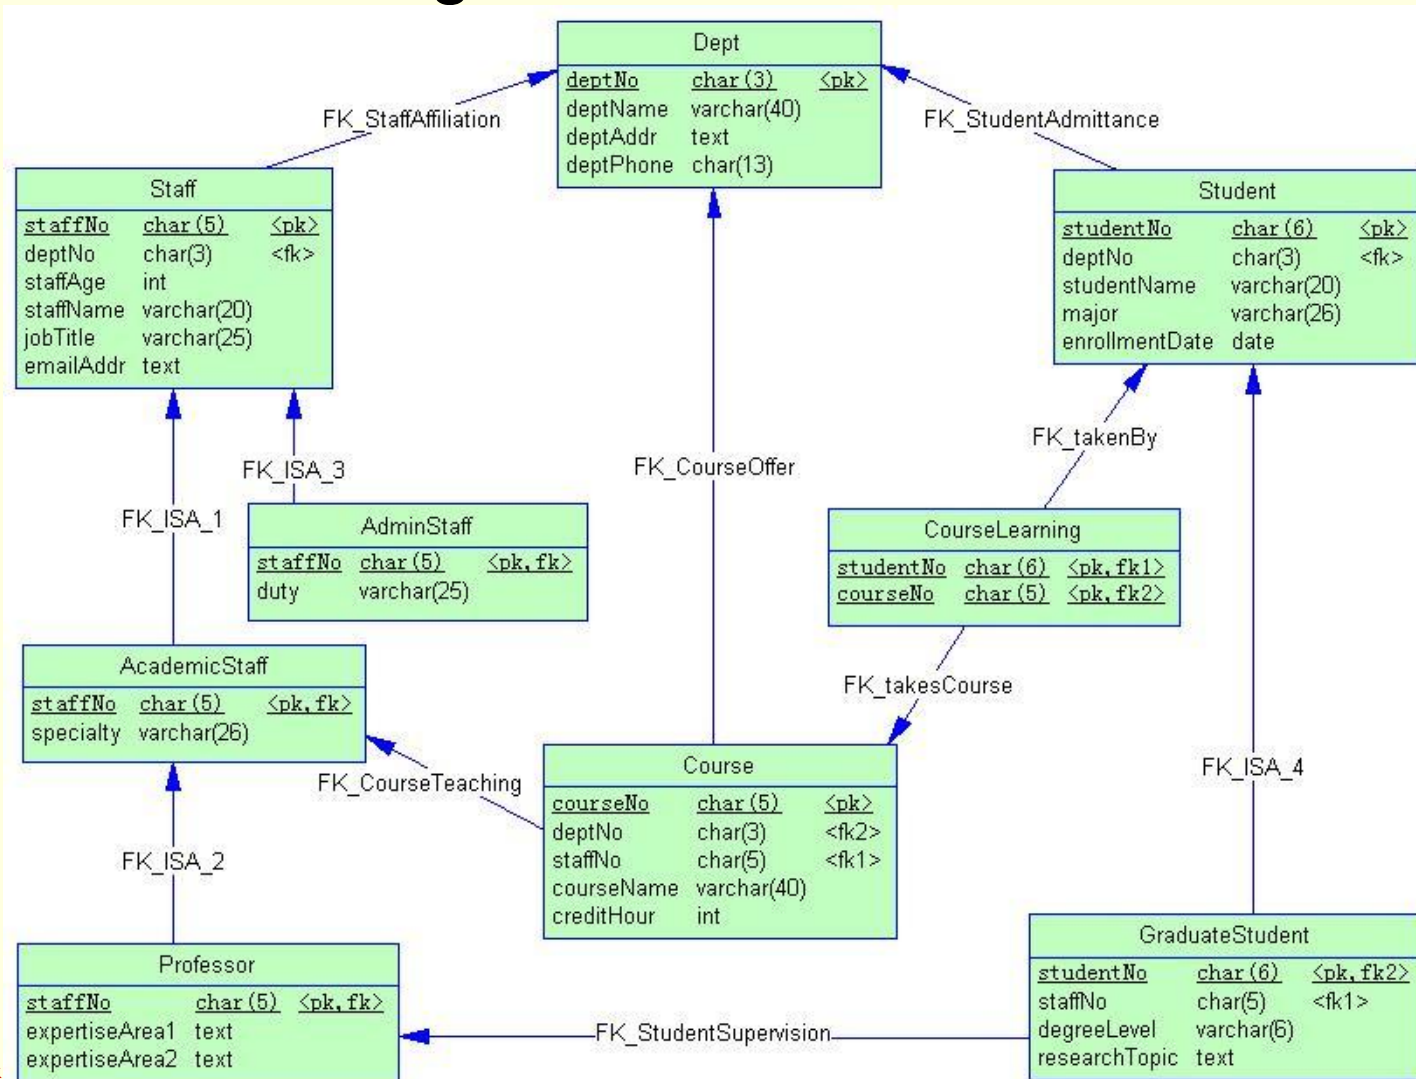 Dept
deptNo char(3) <pk>
deptName varchar(40)
deptAddr text
deptPhone char(13)
FK_StaffAffiliation
FK_StudentAdmittance
Staff
staffNo char(5) <pk>
deptNo char(3) <fk>
staffAge int
staffName varchar(20)
jobTitle varchar(25)
emailAddr text
Student
studentNo char(6) <pk>
deptNo char(3) <fk>
studentName varchar(20)
major varchar(26)
enrollmentDate date
FK_takenBy
FK_ISA_3
FK_CourseOffer
FK_ISA_1
AdminStaff
staffNo char(5) <pk,fk>
duty varchar(25)
CourseLearning
studentNo char(6) <pk,fk1>
courseNo char(5) <pk,fk2>
AcademicStaff
staffNo char(5) <pk,fk>
specialty varchar(26)
FK_takesCourse
FK_CourseTeaching
FK_ISA_4
Course
courseNo char(5) <pk>
deptNo char(3) <fk2>
staffNo char(5) <fk1>
courseName varchar(40)
creditHour int
FK_ISA_2
Professor
staffNo char(5) <pk,fk>
expertiseArea1 text
expertiseArea2 text
FK_StudentSupervision
GraduateStudent
studentNo char(6) <pk,fk2>
staffNo char(5) <fk1>
degreeLevel varchar(6)
researchTopic text